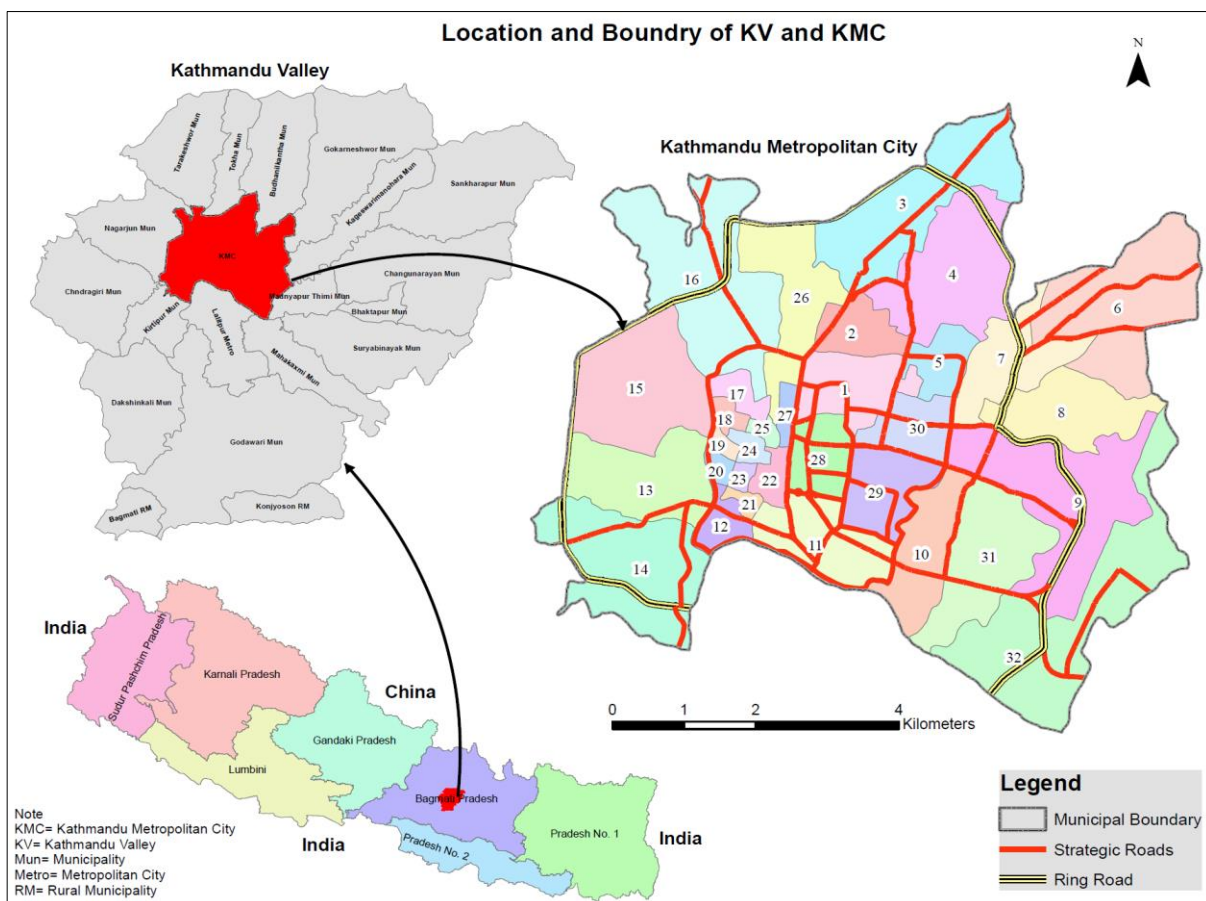 Location and Boundry of KV and KMC
N
Kathmandu Valley
Tarakeshwor Mun
Tokha Mun
Budhanilkantha Mun
Gokarneshwor Mun
Kageswarimanohara Mun
Sankharapur Mun
Nagarjun Mun
KMC
Changunarayan Mun
Chndragiri Mun
Kirtipur Mun
Lalitpur Metro
Thimi Mun
Bhaktapur Mun
Mahalaxmi Mun
Suryabinayak Mun
Dakshinkali Mun
Godawari Mun
Bagmati RM
Konjyoson RM
Kathmandu Metropolitan City
3
4
16
26
2
6
5
7
15
1
17
27
8
18
25
30
19
24
28
20
23
22
29
13
21
9
12
11
10
31
14
32
0 1 2 4
Kilometers
India
Sudur Pashchim Pradesh
Karnali Pradesh
China
Gandaki Pradesh
Lumbini
Bagmati Pradesh
Pradesh No. 1
India
Pradesh No. 2
India
Note
KMC= Kathmandu Metropolitan City
KV= Kathmandu Valley
Mun= Municipality
Metro= Metropolitan City
RM= Rural Municipality
Legend
Municipal Boundary
Strategic Roads
Ring Road